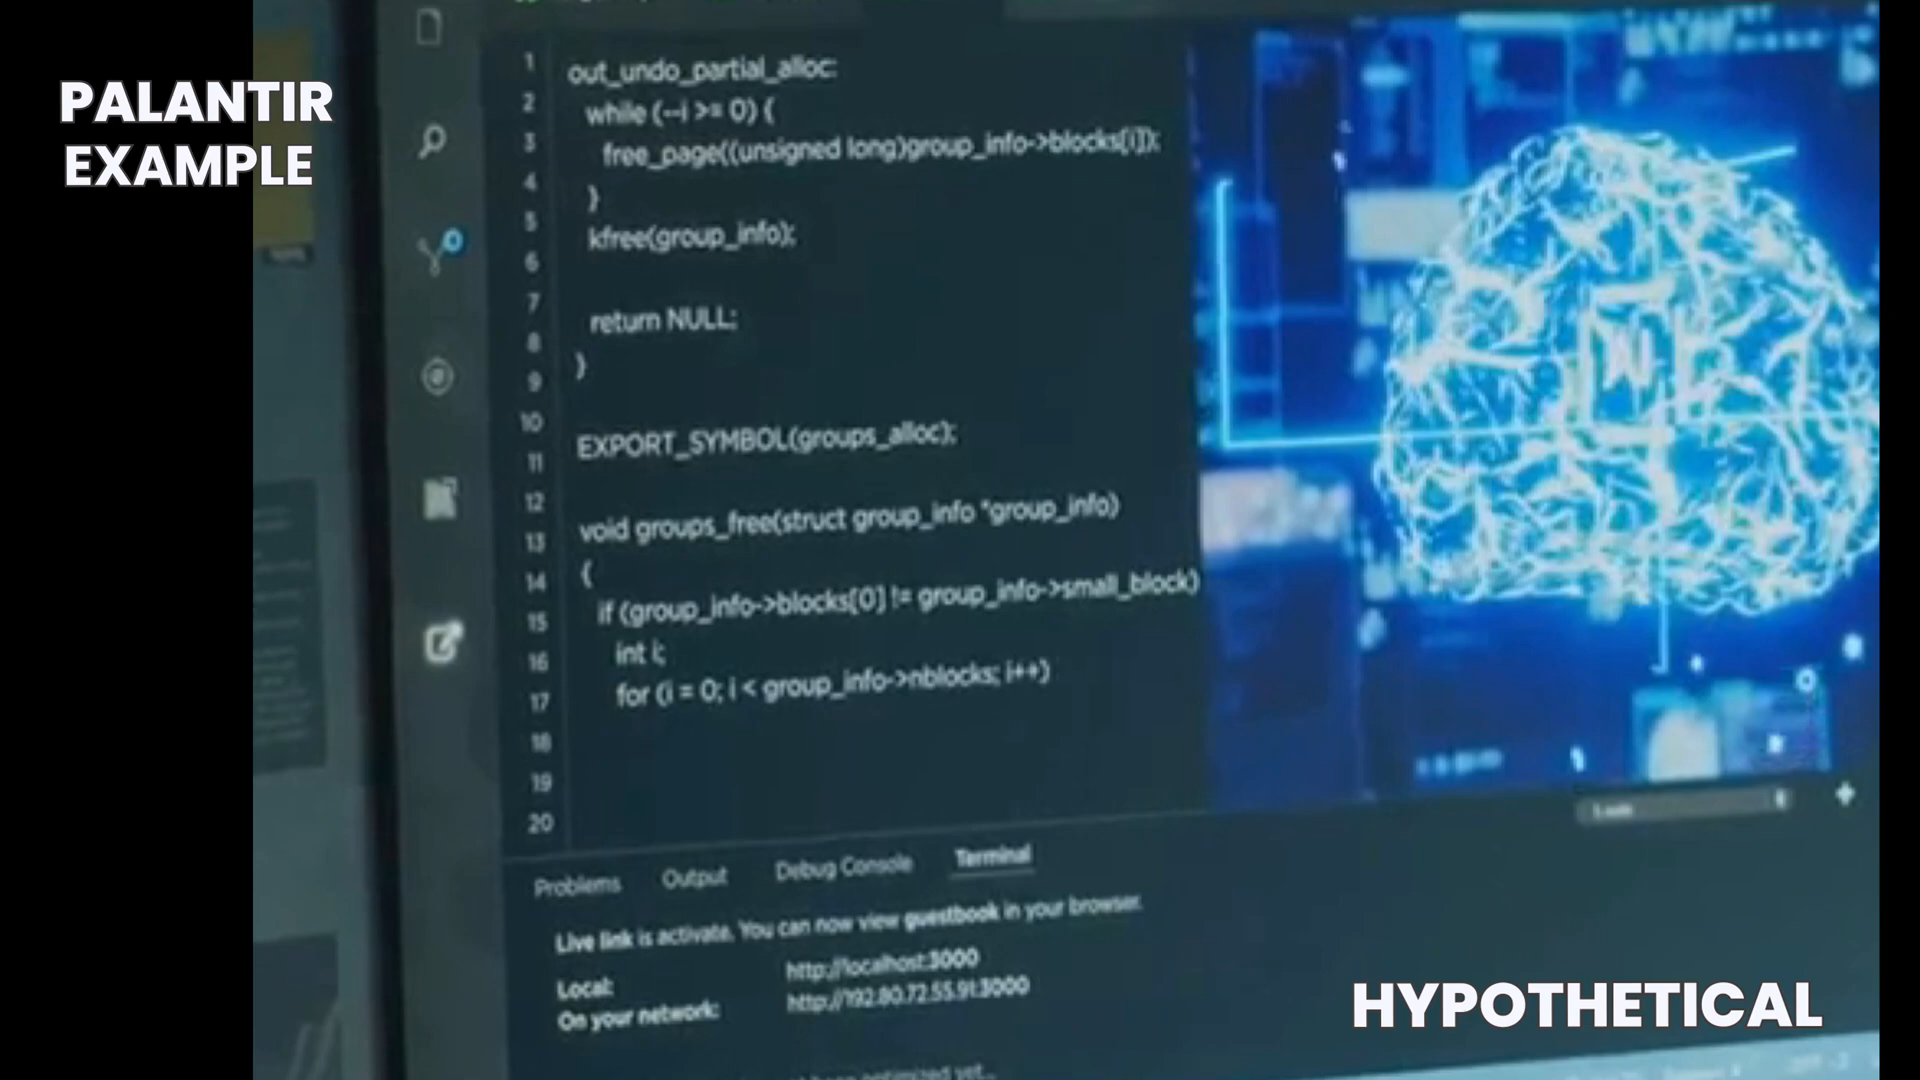 PALANTIR
EXAMPLE
1
2
3
4
5
6
7
8
9
10
11
12
13
14
15
16
17
18
19
20
out_undo_partial_alloc:
while (--i >= 0) {
free_page((unsigned long)group_info->blocks[i]);
}
kfree(group_info);
return NULL;
}
EXPORT_SYMBOL(groups_alloc);
void groups_free(struct group_info *group_info)
{
if (group_info->blocks[0] != group_info->small_block)
int i;
for (i = 0; i < group_info->nblocks; i++)
Problems Output Debug Console Terminal
Live link is activate, You can now view guestbook in your browser.
Local: http://localhost:3000
On your network: http://192.80.72.55.91:3000
optimized yet..
HYPOTHETICAL